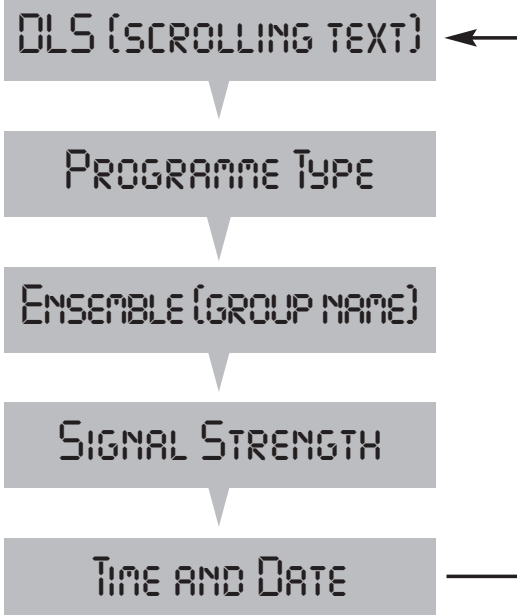 DLS (scrolling text)
Programme Type
Ensemble (group name)
Signal Strength
Time and Date